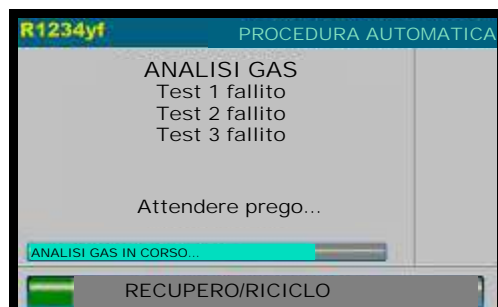 R1234yf
PROCEDURA AUTOMATICA
ANALISI GAS
Test 1 fallito
Test 2 fallito
Test 3 fallito
Attendere prego...
ANALISI GAS IN CORSO...
RECUPERO/RICICLO